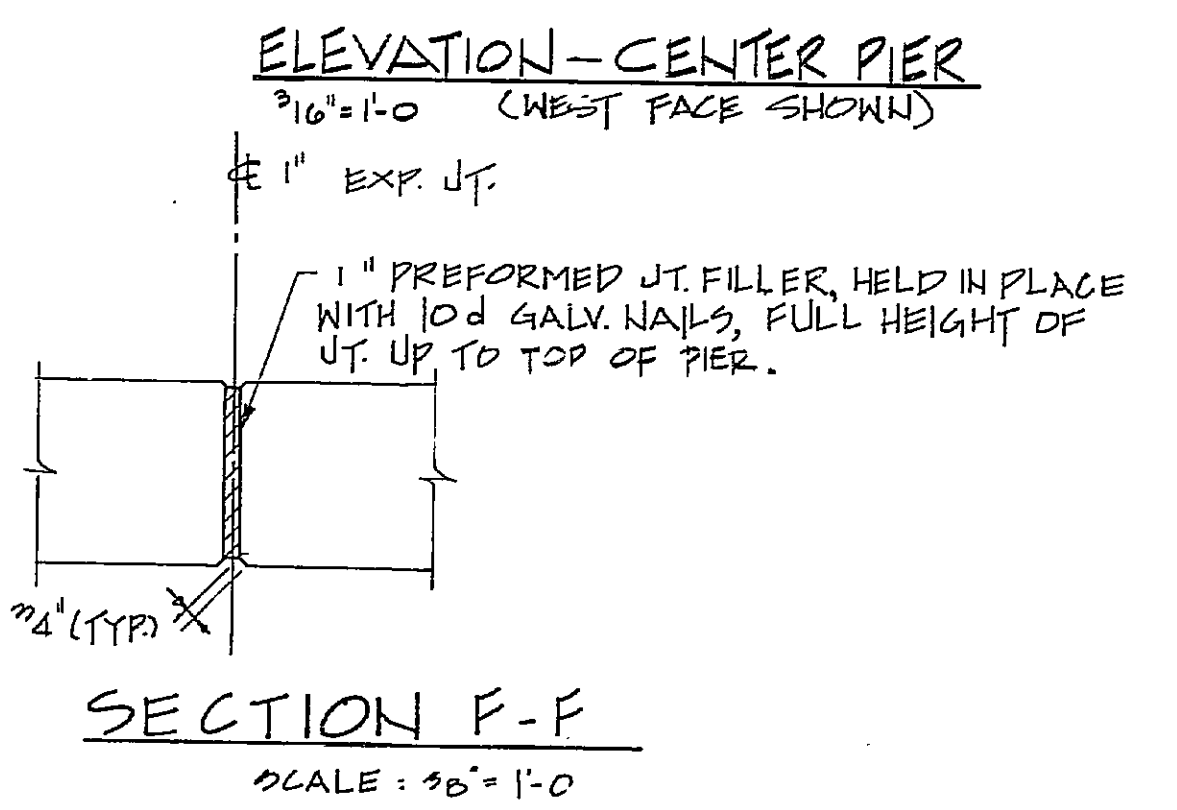 ELEVATION-CENTER PIER
3/16"=1'-0 (WEST FACE SHOWN)
℄ 1" EXP. JT.
1" PREFORMED JT. FILLER, HELD IN PLACE
WITH 10d GALV. NAILS, FULL HEIGHT OF
JT. UP TO TOP OF PIER.
3/4" (TYP.)
SECTION F-F
SCALE : 3/8"=1'-0